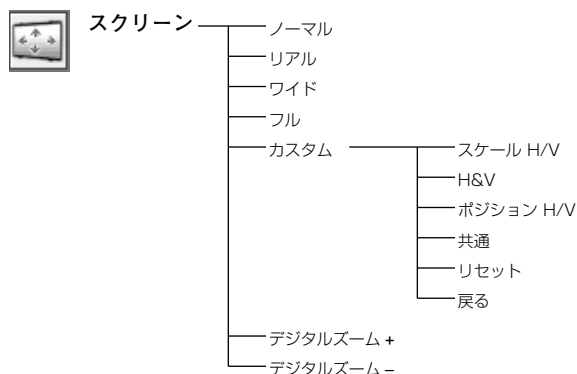 スクリーン
ノーマル
リアル
ワイド
フル
カスタム
スケール H/V
H&V
ポジション H/V
共通
リセット
戻る
デジタルズーム +
デジタルズーム –